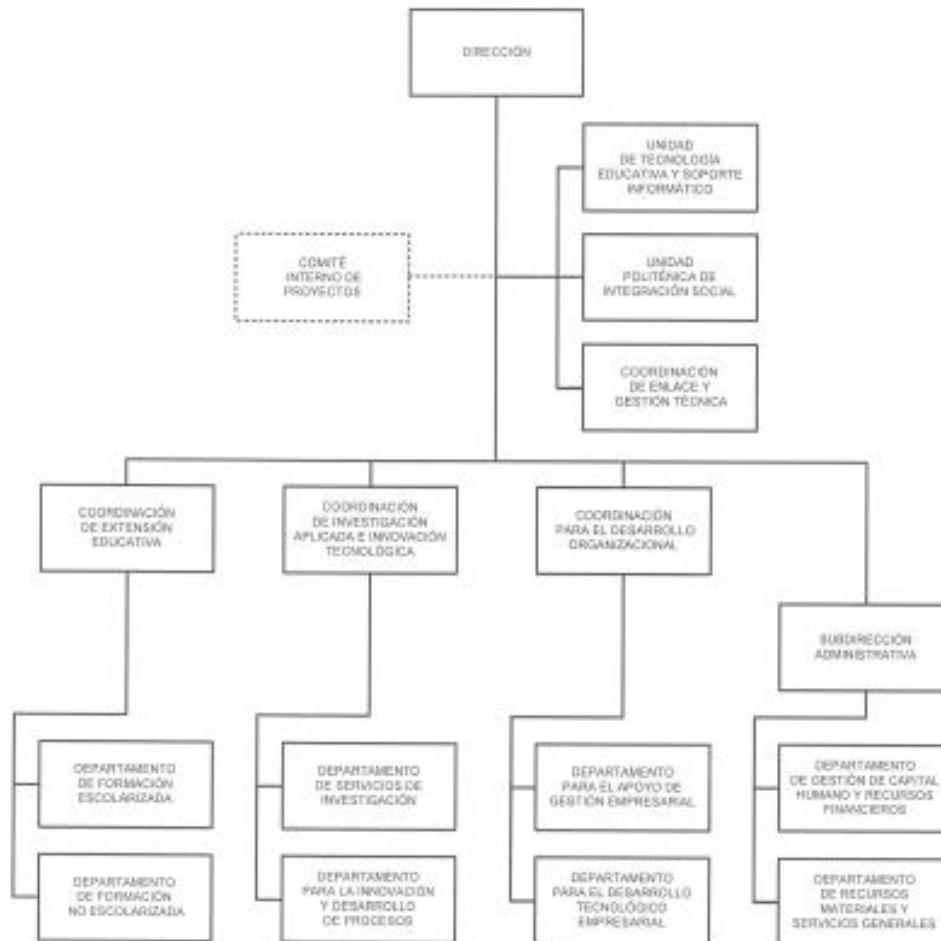 DIRECCIÓN
UNIDAD
DE TECNOLOGÍA
EDUCATIVA Y SOPORTE
INFORMÁTICO
COMITÉ
INTERNO DE
PROYECTOS
UNIDAD
POLITÉNICA DE
INTEGRACIÓN SOCIAL
COORDINACIÓN
DE ENLACE Y
GESTIÓN TÉCNICA
COORDINACIÓN
DE EXTENSIÓN
EDUCATIVA
COORDINACIÓN
DE INVESTIGACIÓN
APLICADA E INNOVACIÓN
TECNOLÓGICA
COORDINACIÓN
PARA EL DESARROLLO
ORGANIZACIONAL
SUBDIRECCIÓN
ADMINISTRATIVA
DEPARTAMENTO
DE FORMACIÓN
ESCOLARIZADA
DEPARTAMENTO
DE SERVICIOS DE
INVESTIGACIÓN
DEPARTAMENTO
PARA EL APOYO DE
GESTIÓN EMPRESARIAL
DEPARTAMENTO
DE GESTIÓN DE CAPITAL
HUMANO Y RECURSOS
FINANCIEROS
DEPARTAMENTO
DE FORMACIÓN
NO ESCOLARIZADA
DEPARTAMENTO
PARA LA INNOVACIÓN
Y DESARROLLO
DE PROCESOS
DEPARTAMENTO
PARA EL DESARROLLO
TECNOLÓGICO
EMPRESARIAL
DEPARTAMENTO
DE RECURSOS
MATERIALES Y
SERVICIOS GENERALES